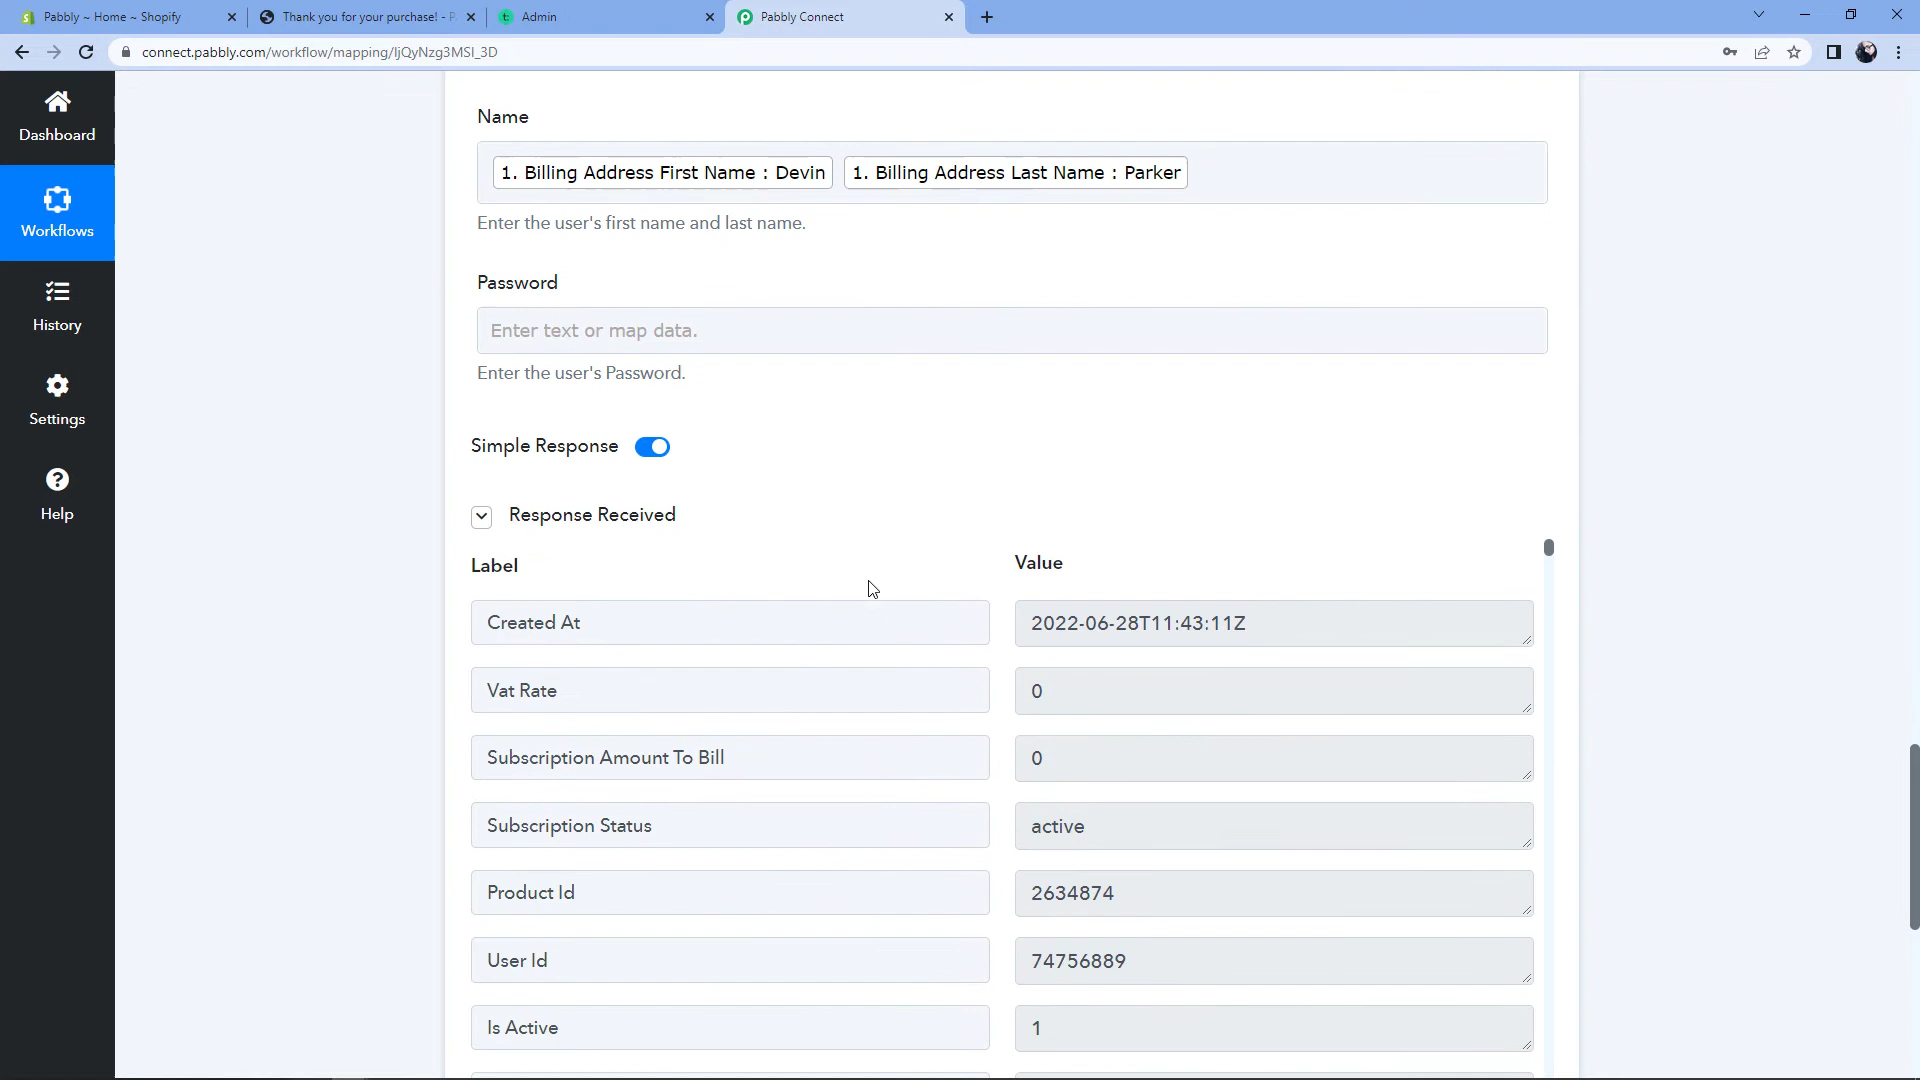 Pabbly ~ Home ~ Shopify
Thank you for your purchase! - P
Admin
Pabbly Connect
connect.pabbly.com/workflow/mapping/IjQyNzg3MSI_3D
Dashboard
Workflows
History
Settings
Help
Name
1. Billing Address First Name : Devin
1. Billing Address Last Name : Parker
Enter the user's first name and last name.
Password
Enter text or map data.
Enter the user's Password.
Simple Response
Response Received
Label
Value
Created At
2022-06-28T11:43:11Z
Vat Rate
0
Subscription Amount To Bill
0
Subscription Status
active
Product Id
2634874
User Id
74756889
Is Active
1